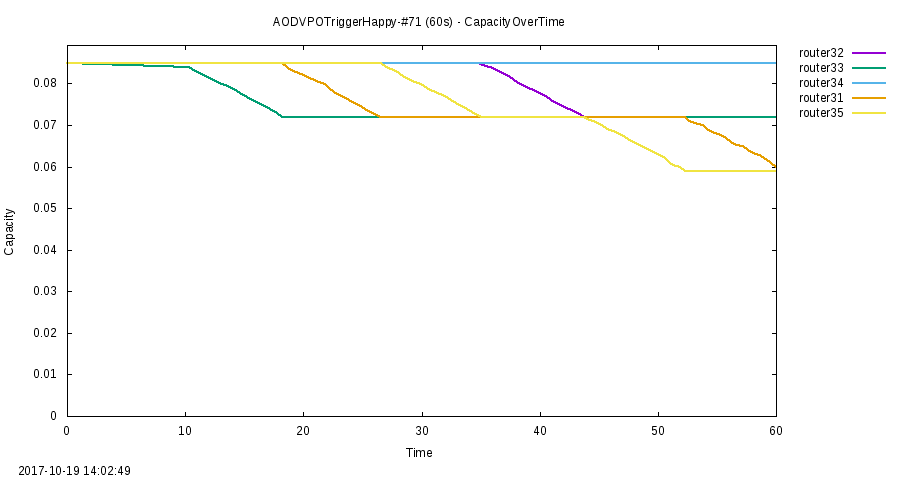 AODVPOTriggerHappy-#71 (60s) - CapacityOverTime
router32
router33
router34
router31
router35
0.08
0.07
0.06
0.05
0.04
0.03
0.02
0.01
0
Capacity
0 10 20 30 40 50 60
Time
2017-10-19 14:02:49